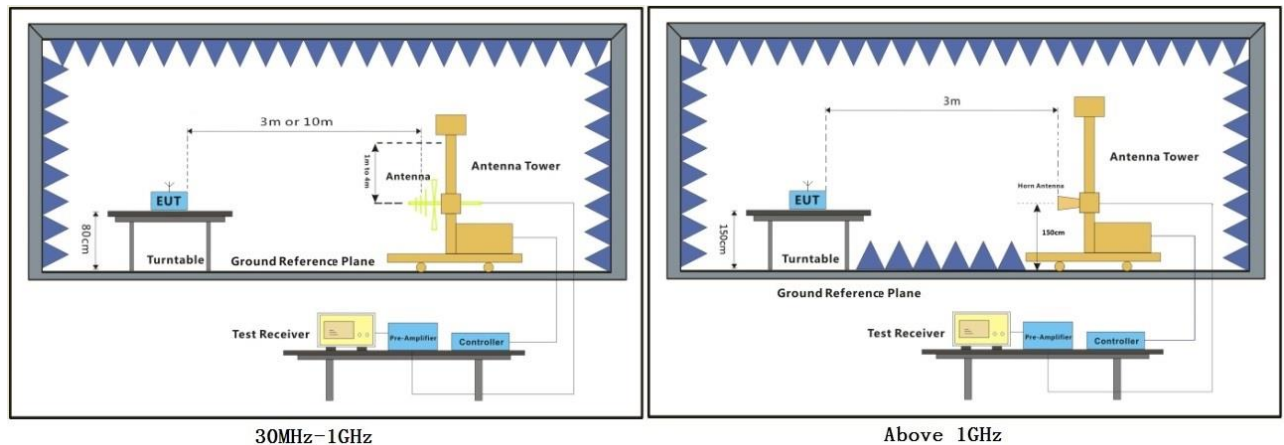 3m or 10m
1m to 4m
Antenna
Antenna Tower
EUT
80cm
Turntable
Ground Reference Plane
Test Receiver
Pre-Amplifier
Controller
30MHz-1GHz
3m
Antenna Tower
Horn Antenna
EUT
150cm
150cm
Turntable
Ground Reference Plane
Test Receiver
Pre-Amplifier
Controller
Above 1GHz